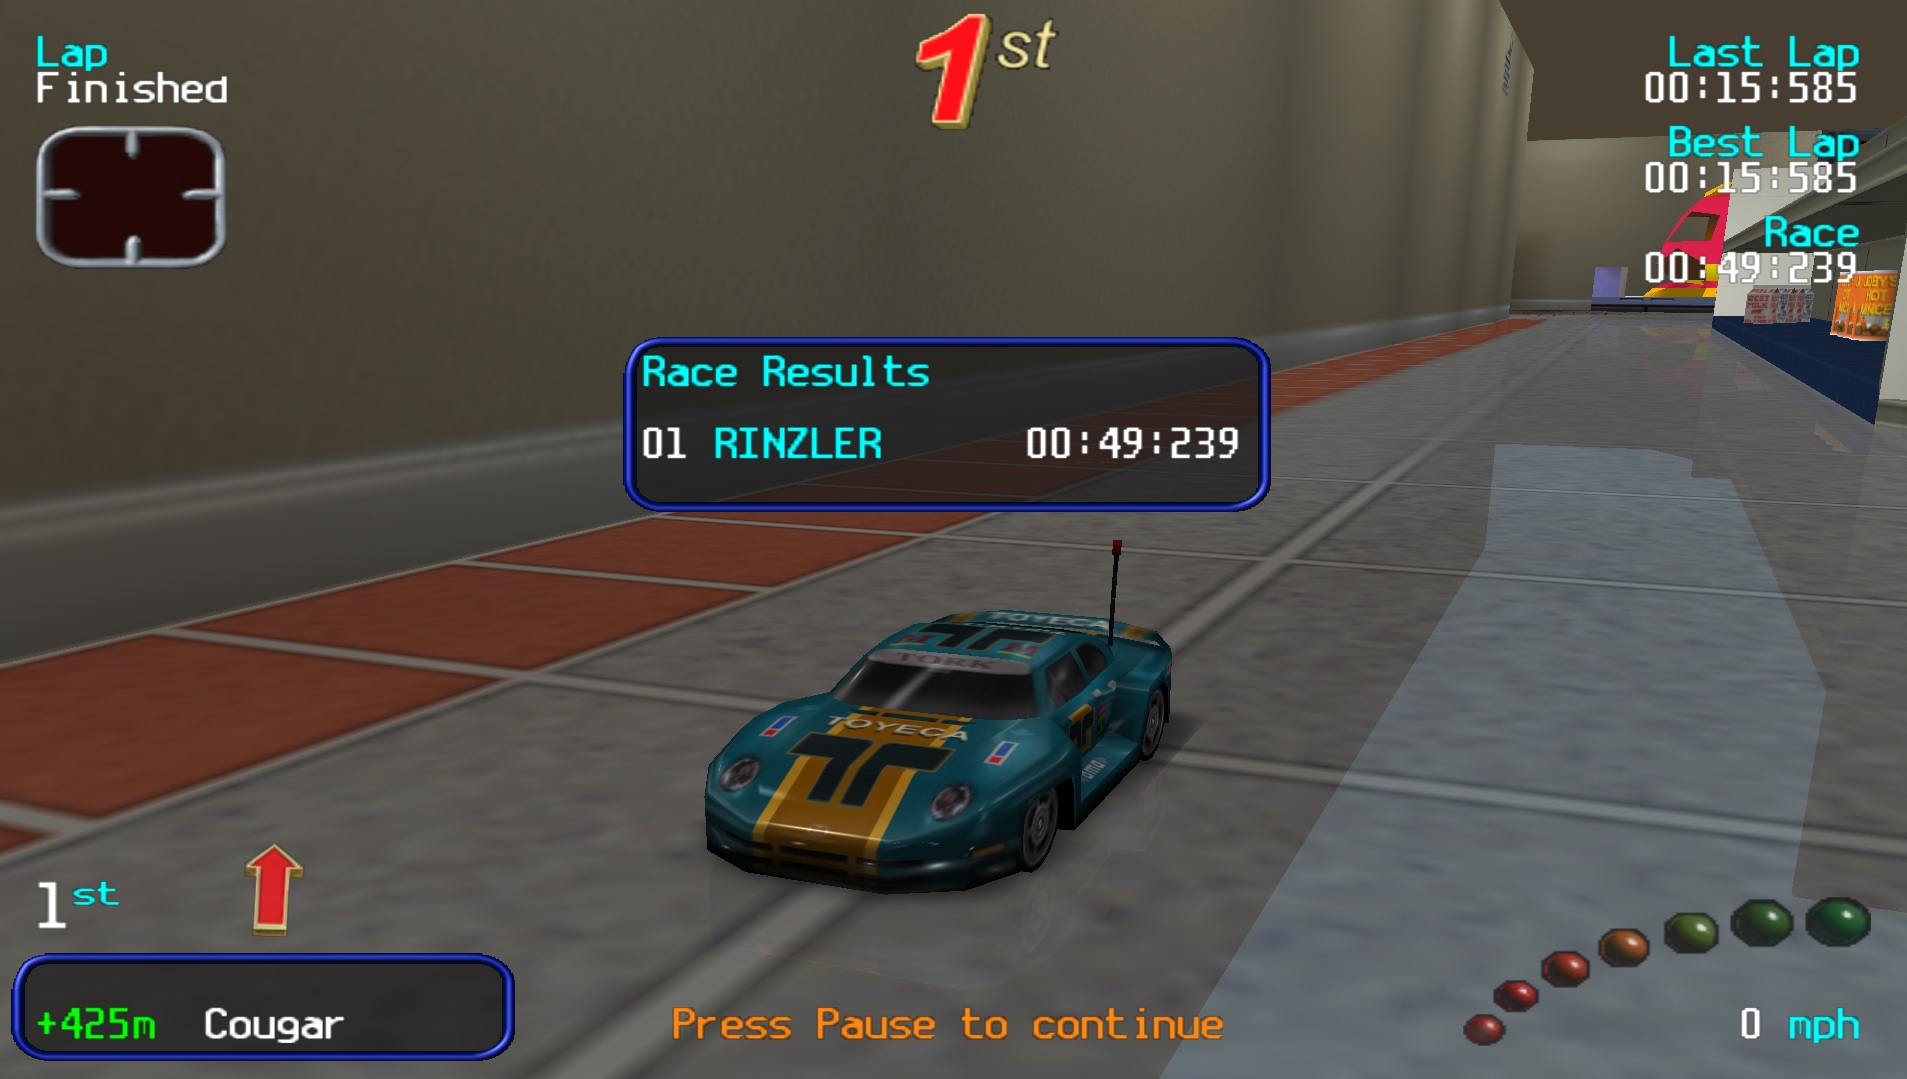 Lap
Finished
1st
Last Lap
00:15:585
Best Lap
00:15:585
Race
00:49:239
Race Results
01 RINZLER 00:49:239
TOYECA
TORK
TOYECA
1st
+425m Cougar
Press Pause to continue
0 mph